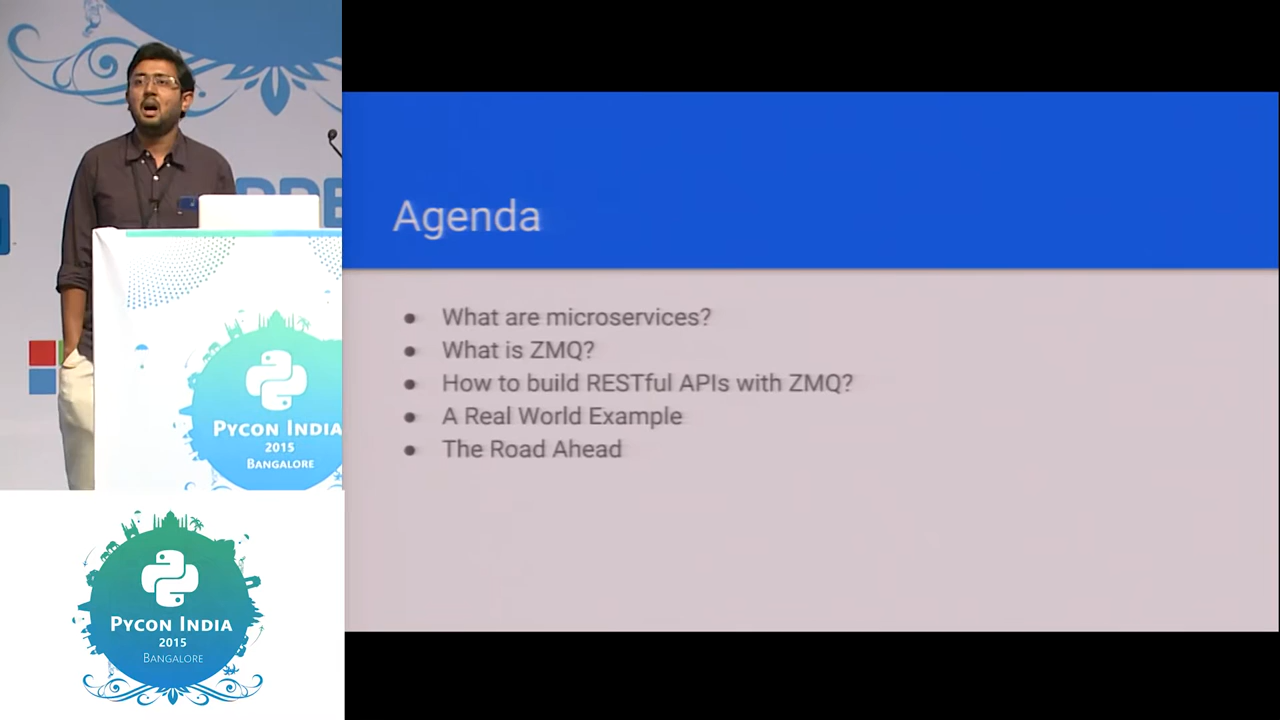 Agenda
● What are microservices?
● What is ZMQ?
● How to build RESTful APIs with ZMQ?
● A Real World Example
● The Road Ahead
PYCON INDIA
2015
BANGALORE
PYCON INDIA
2015
BANGALORE